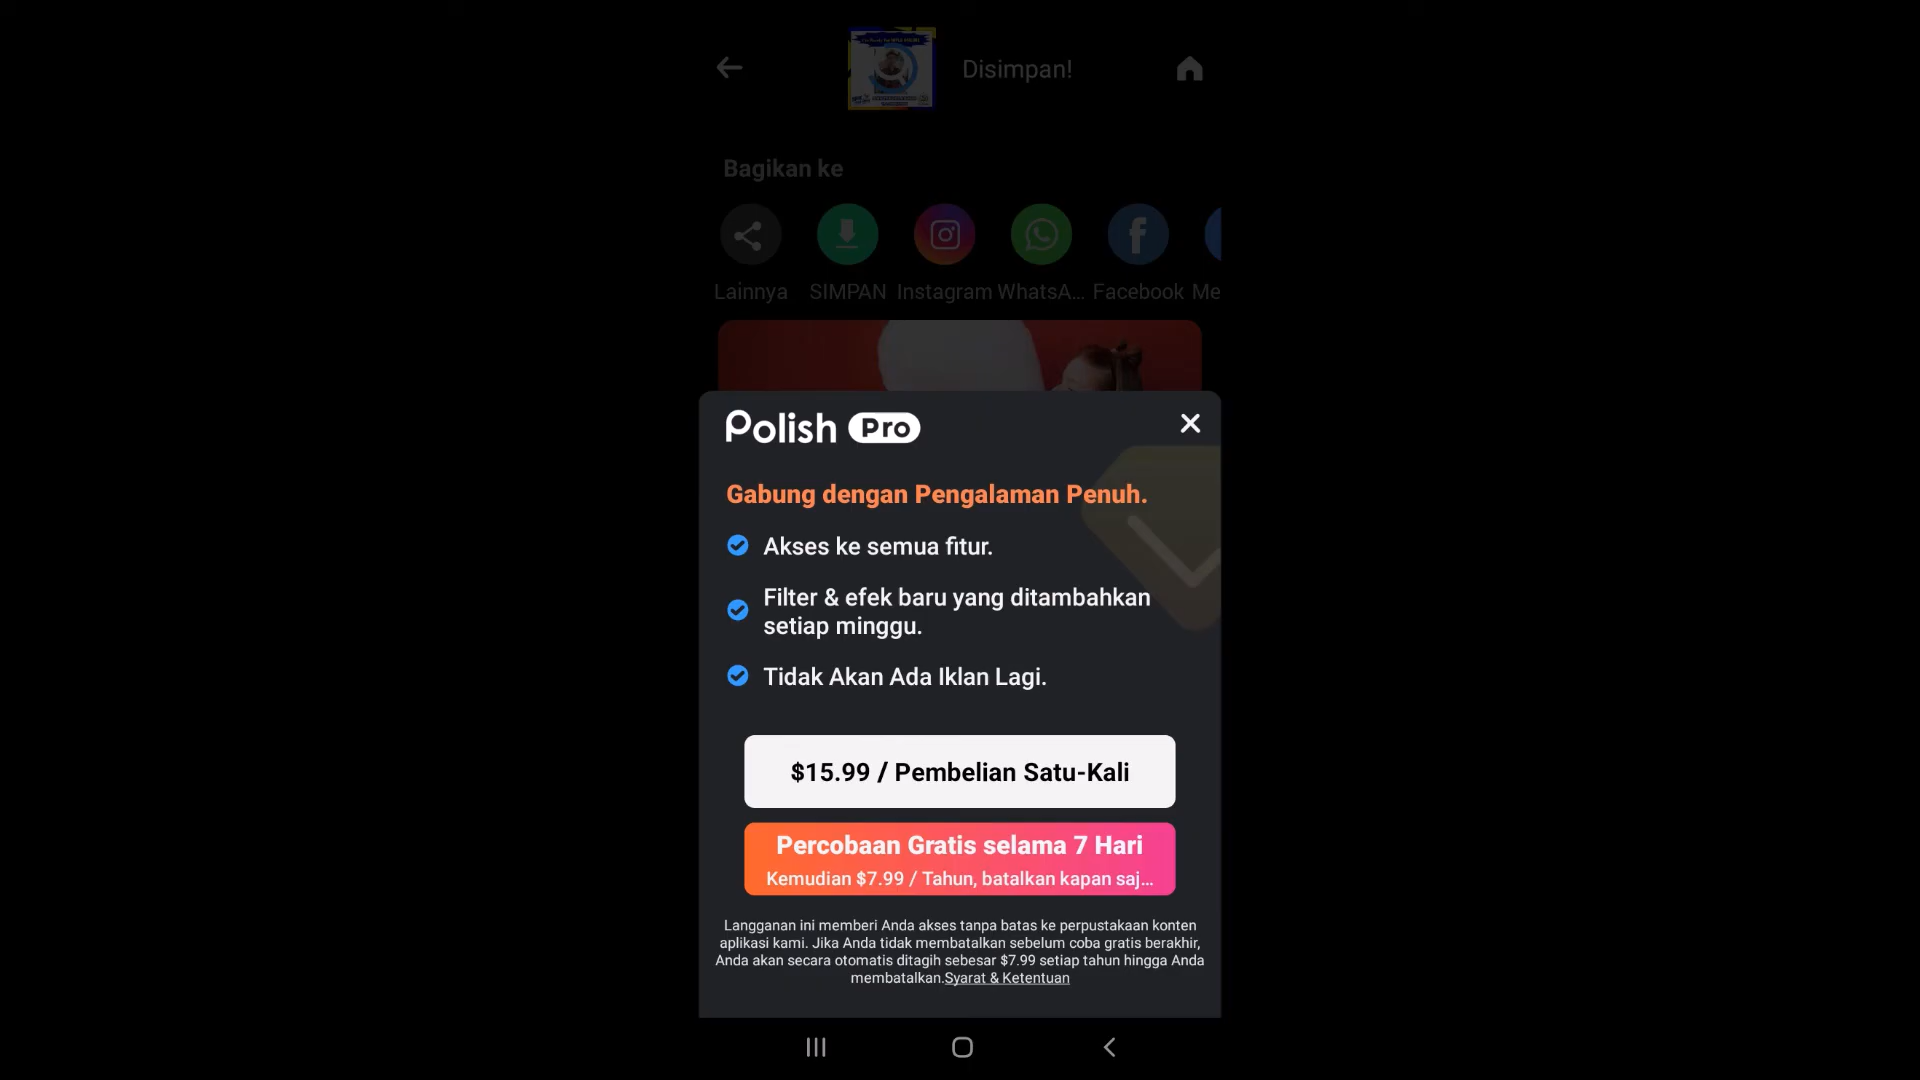 Disimpan!
Bagikan ke
Lainnya SIMPAN Instagram WhatsA... Facebook Me
Polish Pro
Gabung dengan Pengalaman Penuh.
Akses ke semua fitur.
Filter & efek baru yang ditambahkan
setiap minggu.
Tidak Akan Ada Iklan Lagi.
$15.99 / Pembelian Satu-Kali
Percobaan Gratis selama 7 Hari
Kemudian $7.99 / Tahun, batalkan kapan saj...
Langganan ini memberi Anda akses tanpa batas ke perpustakaan konten
aplikasi kami. Jika Anda tidak membatalkan sebelum coba gratis berakhir,
Anda akan secara otomatis ditagih sebesar $7.99 setiap tahun hingga Anda
membatalkan.Syarat & Ketentuan